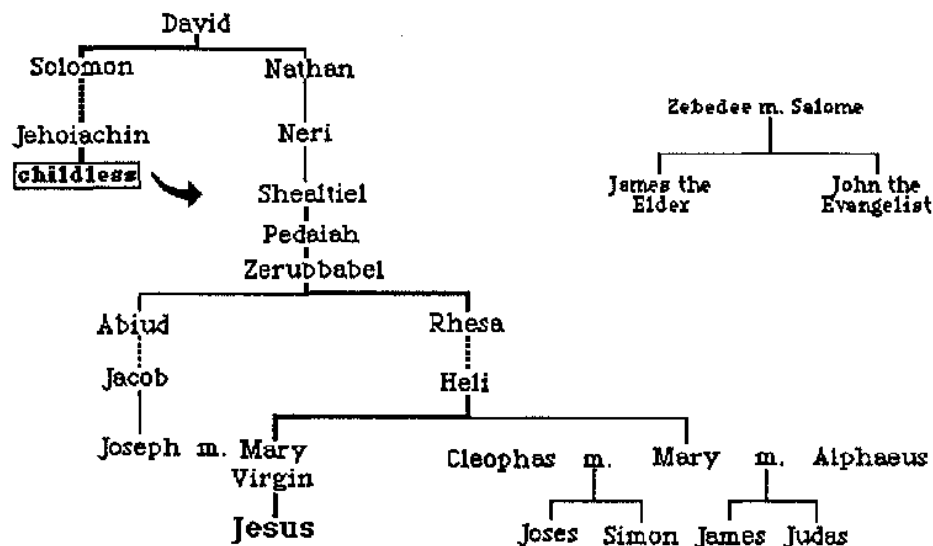 David
Solomon Nathan
Zebedee m. Salome
Jehoiachin Neri
childless
James the Elder
John the Evangelist
Shealtiel
Pedaiah
Zerubbabel
Abiud Rhesa
Jacob Heli
Joseph m. Mary Virgin
Cleophas m. Mary m. Alphaeus
Jesus
Joses Simon James Judas